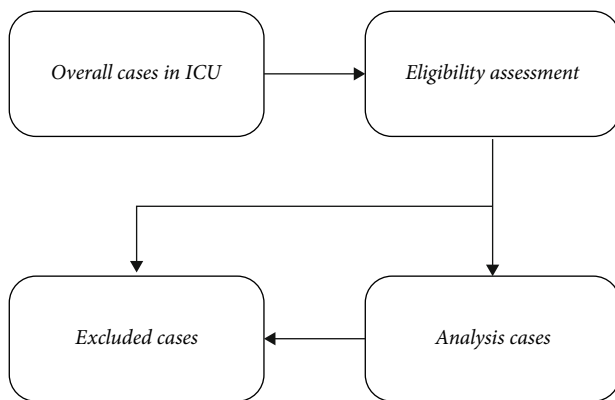 Overall cases in ICU
Eligibility assessment
Excluded cases
Analysis cases